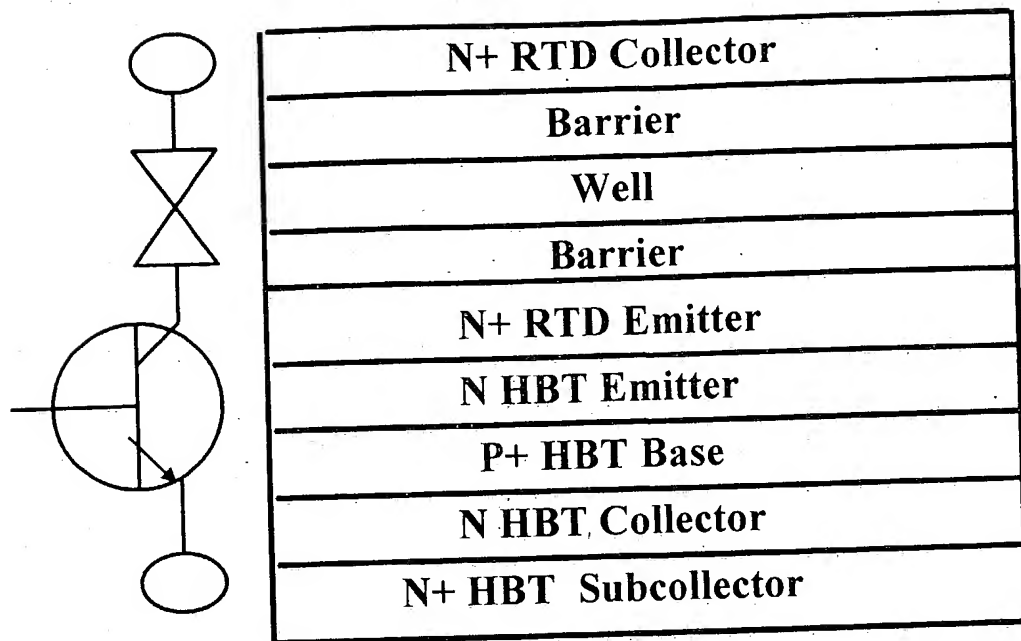 N+ RTD Collector
Barrier
Well
Barrier
N+ RTD Emitter
N HBT Emitter
P+ HBT Base
N HBT Collector
N+ HBT Subcollector